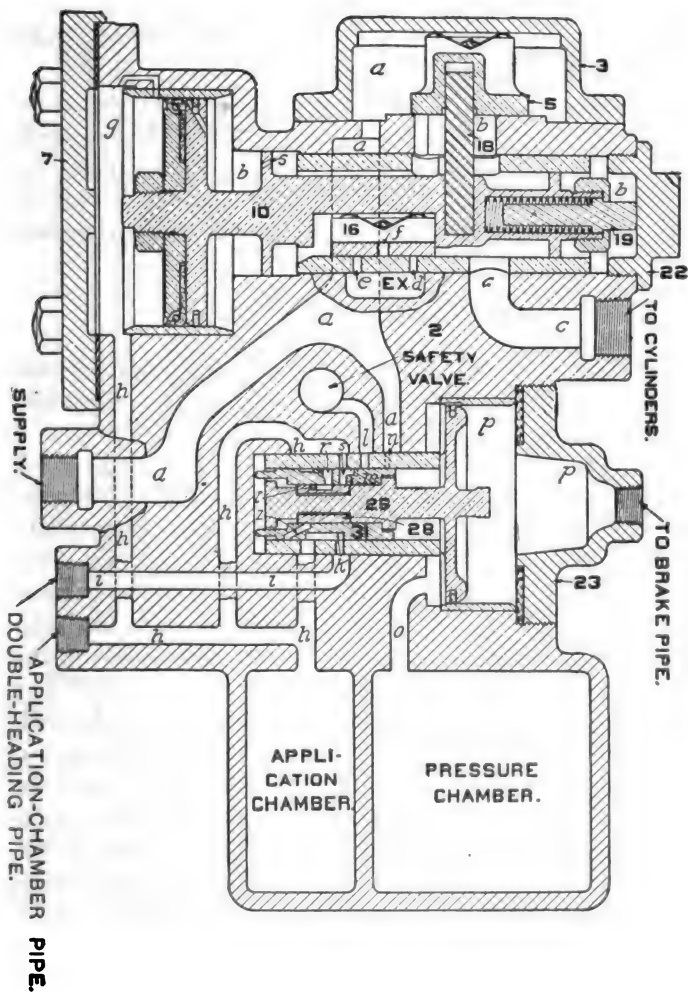 3
a
5
b
18
7
g
b
s
a
10
b
19
16
f
22
e
EX
d
c
a
2
c
SAFETY
VALVE.
TO CYLINDERS.
h
SUPPLY.
a
l
a
n
p
p
h
r
s
h
26
28
31
TO BRAKE PIPE.
h
k
i
i
23
h
h
o
DOUBLE-HEADING PIPE.
APPLICATION-CHAMBER PIPE.
APPLI-
CATION
CHAMBER.
PRESSURE
CHAMBER.